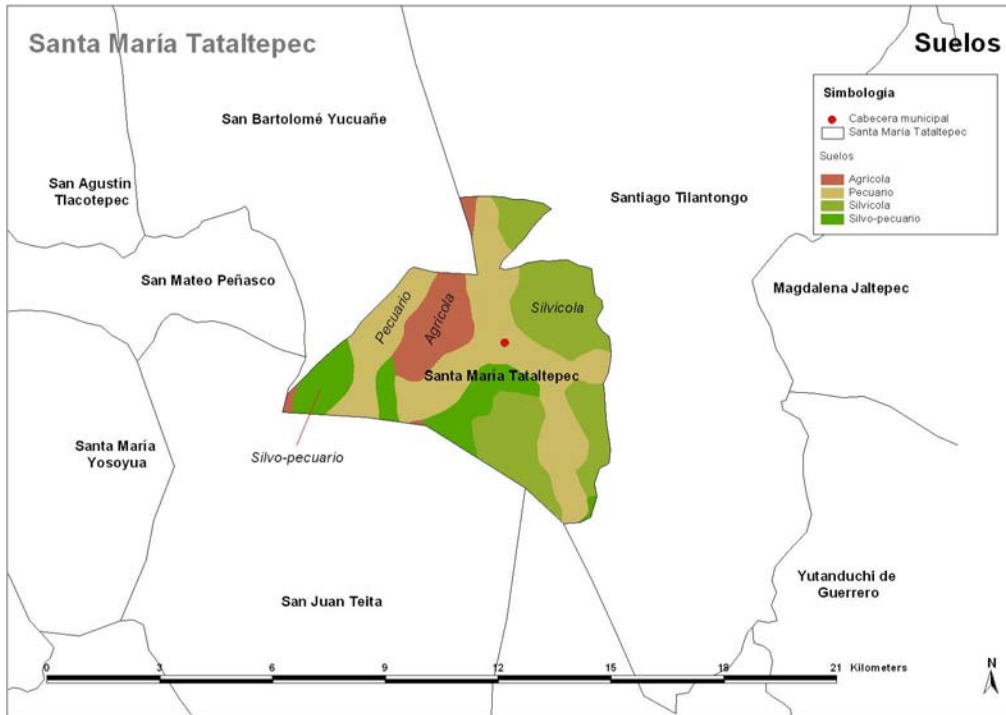 Santa María Tataltepec
Suelos
Simbología
Cabecera municipal
Santa María Tataltepec
Suelos
Agrícola
Pecuario
Silvicola
Silvo-pecuario
San Bartolomé Yucuañe
San Agustín
Tlacotepec
Santiago Tilantongo
San Mateo Peñasco
Magdalena Jaltepec
Pecuario
Agrícola
Silvicola
Santa María Tataltepec
Santa María
Yosoyua
Silvo-pecuario
San Juan Teita
Yutanduchi de
Guerrero
0 3 6 9 12 15 18 21 Kilometers
N